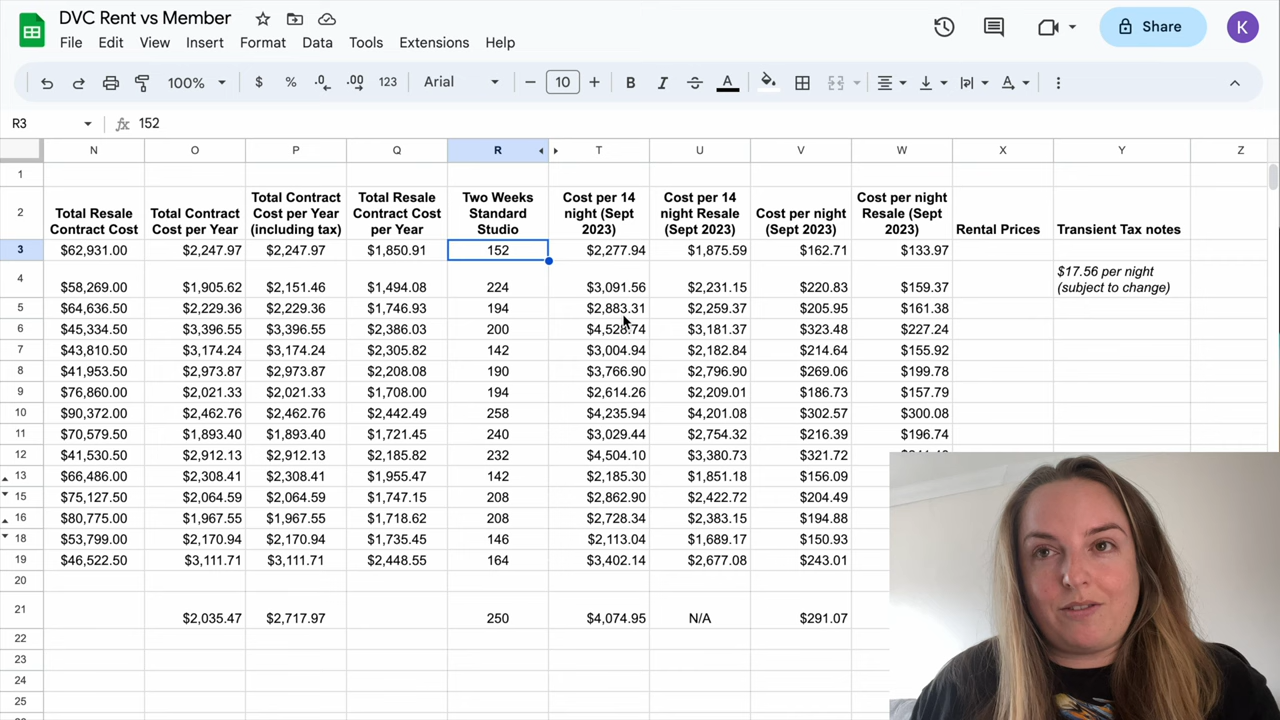 DVC Rent vs Member
File Edit View Insert Format Data Tools Extensions Help
Share
K
100% $ % .0 .00 123 Arial 10 B I A
R3 fx 152
N O P Q R T U V W X Y Z
1
2 Total Resale Contract Cost Total Contract Cost per Year Total Contract Cost per Year (including tax) Total Resale Contract Cost per Year Two Weeks Standard Studio Cost per 14 night (Sept 2023) Cost per 14 night Resale (Sept 2023) Cost per night (Sept 2023) Cost per night Resale (Sept 2023) Rental Prices Transient Tax notes
3 $62,931.00 $2,247.97 $2,247.97 $1,850.91 152 $2,277.94 $1,875.59 $162.71 $133.97
4 $58,269.00 $1,905.62 $2,151.46 $1,494.08 224 $3,091.56 $2,231.15 $220.83 $159.37 $17.56 per night (subject to change)
5 $64,636.50 $2,229.36 $2,229.36 $1,746.93 194 $2,883.31 $2,259.37 $205.95 $161.38
6 $45,334.50 $3,396.55 $3,396.55 $2,386.03 200 $4,528.74 $3,181.37 $323.48 $227.24
7 $43,810.50 $3,174.24 $3,174.24 $2,305.82 142 $3,004.94 $2,182.84 $214.64 $155.92
8 $41,953.50 $2,973.87 $2,973.87 $2,208.08 190 $3,766.90 $2,796.90 $269.06 $199.78
9 $76,860.00 $2,021.33 $2,021.33 $1,708.00 194 $2,614.26 $2,209.01 $186.73 $157.79
10 $90,372.00 $2,462.76 $2,462.76 $2,442.49 258 $4,235.94 $4,201.08 $302.57 $300.08
11 $70,579.50 $1,893.40 $1,893.40 $1,721.45 240 $3,029.44 $2,754.32 $216.39 $196.74
12 $41,530.50 $2,912.13 $2,912.13 $2,185.82 232 $4,504.10 $3,380.73 $321.72
13 $66,486.00 $2,308.41 $2,308.41 $1,955.47 142 $2,185.30 $1,851.18 $156.09
15 $75,127.50 $2,064.59 $2,064.59 $1,747.15 208 $2,862.90 $2,422.72 $204.49
16 $80,775.00 $1,967.55 $1,967.55 $1,718.62 208 $2,728.34 $2,383.15 $194.88
18 $53,799.00 $2,170.94 $2,170.94 $1,735.45 146 $2,113.04 $1,689.17 $150.93
19 $46,522.50 $3,111.71 $3,111.71 $2,448.55 164 $3,402.14 $2,677.08 $243.01
20
21 $2,035.47 $2,717.97 250 $4,074.95 N/A $291.07
22
23
24
25